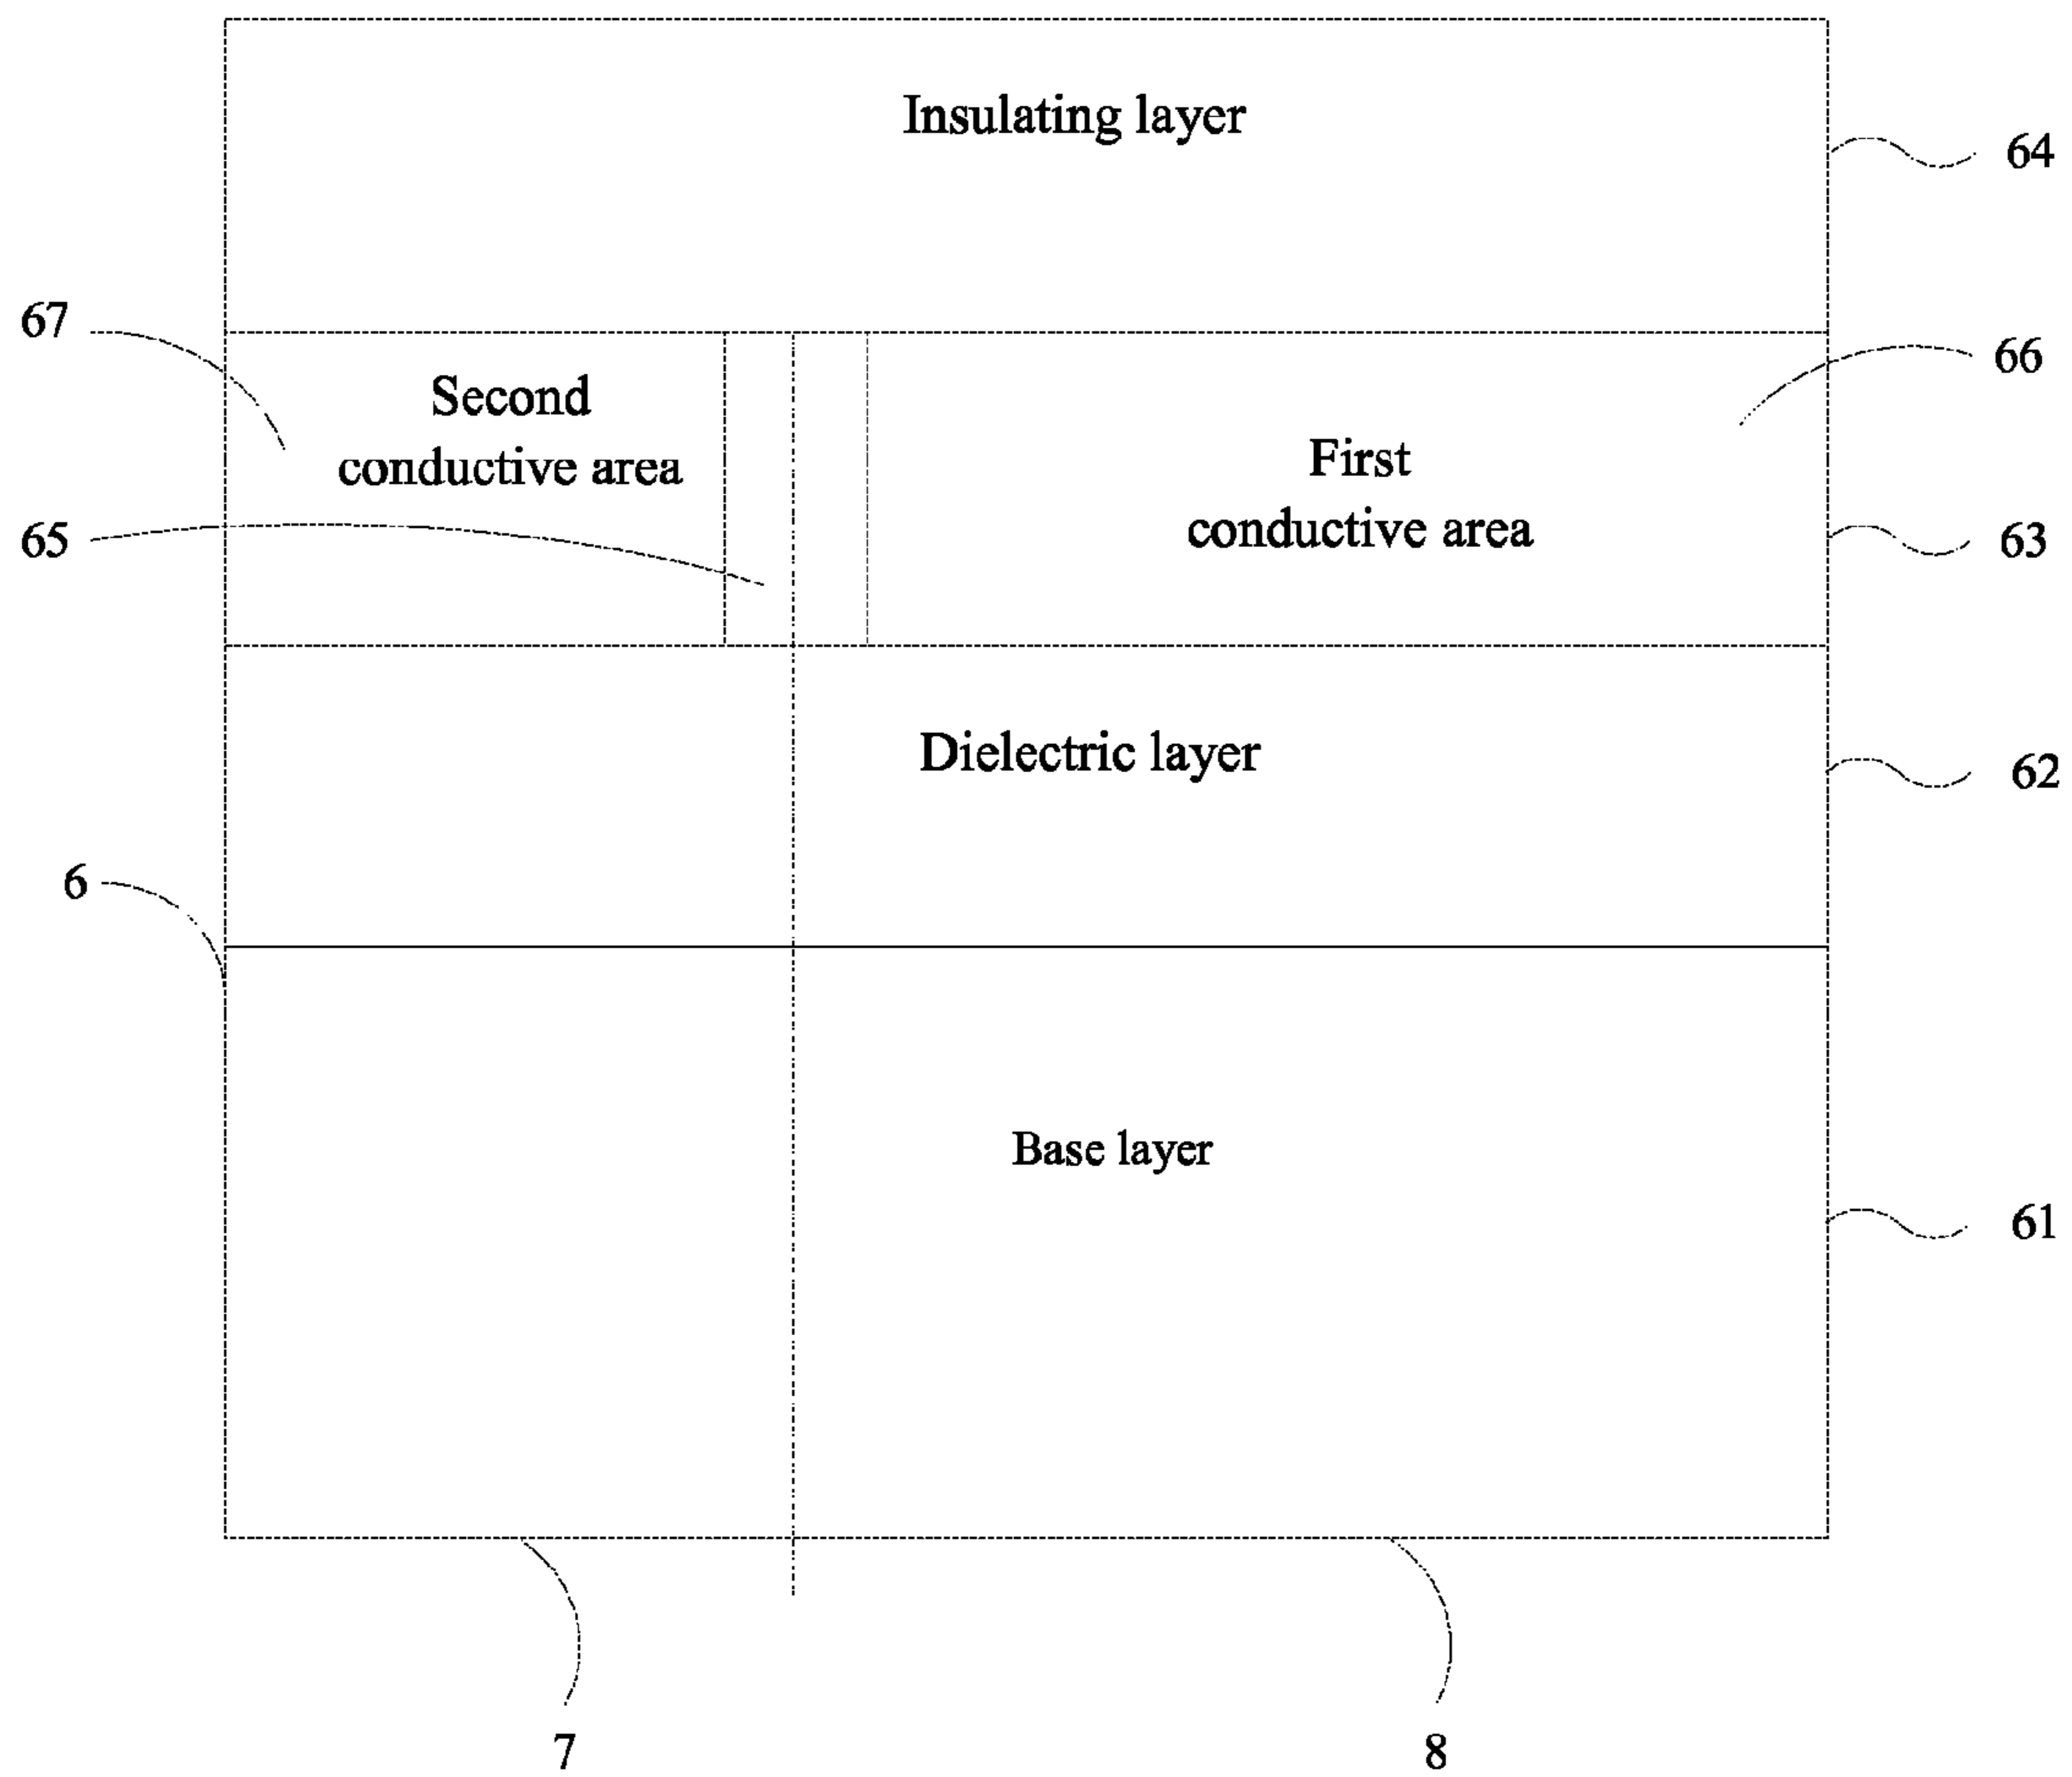 Insulating layer
64
67
66
Second
conductive area
First
conductive area
65
63
Dielectric layer
62
6
Base layer
61
7
8